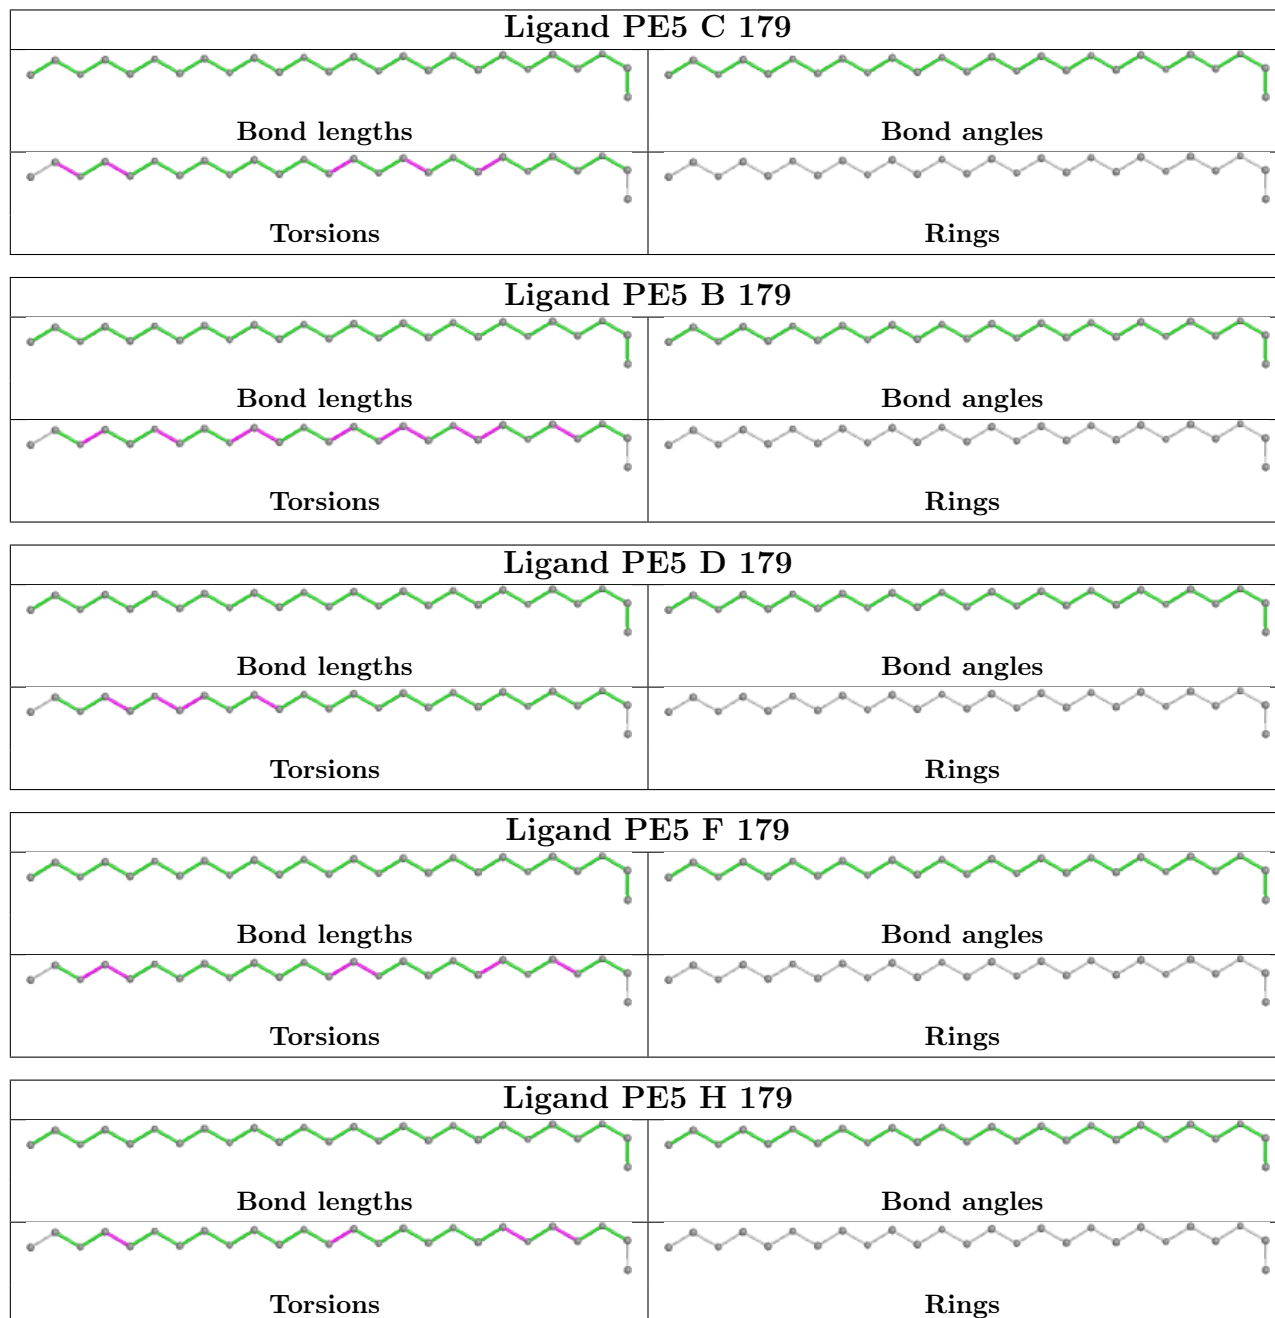 Ligand PE5 C 179
Bond lengths
Bond angles
Torsions
Rings
Ligand PE5 B 179
Bond lengths
Bond angles
Torsions
Rings
Ligand PE5 D 179
Bond lengths
Bond angles
Torsions
Rings
Ligand PE5 F 179
Bond lengths
Bond angles
Torsions
Rings
Ligand PE5 H 179
Bond lengths
Bond angles
Torsions
Rings